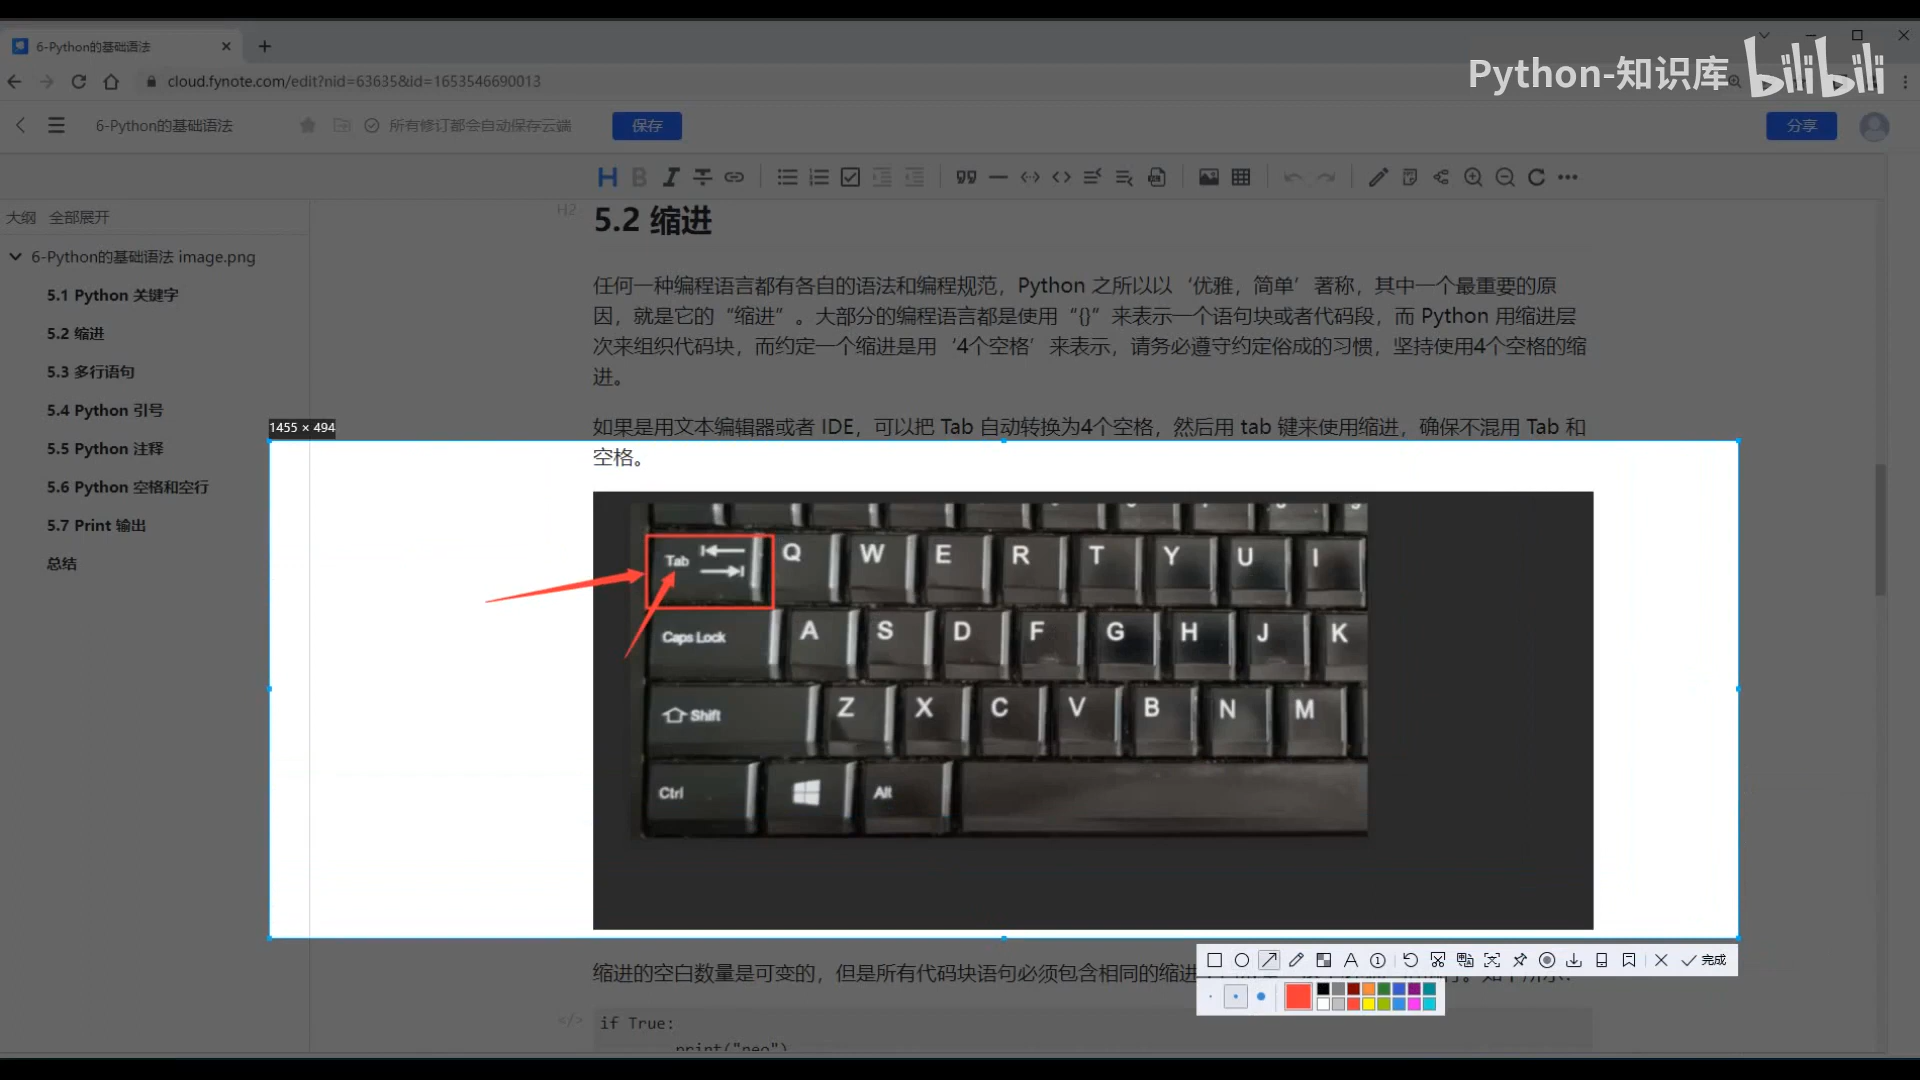 6-Python的基础语法
cloud.fynote.com/edit?nid=63635&id=1653546690013
Python-知识库 bilibili
6-Python的基础语法
所有修订都会自动保存云端
保存
分享
大纲 全部展开
6-Python的基础语法 image.png
5.1 Python 关键字
5.2 缩进
5.3 多行语句
5.4 Python 引号
5.5 Python 注释
5.6 Python 空格和空行
5.7 Print 输出
总结
H2
5.2 缩进
任何一种编程语言都有各自的语法和编程规范，Python 之所以以‘优雅，简单’著称，其中一个最重要的原
因，就是它的“缩进”。大部分的编程语言都是使用“{}”来表示一个语句块或者代码段，而 Python 用缩进层
次来组织代码块，而约定一个缩进是用‘4个空格’来表示，请务必遵守约定俗成的习惯，坚持使用4个空格的缩
进。
如果是用文本编辑器或者 IDE，可以把 Tab 自动转换为4个空格，然后用 tab 键来使用缩进，确保不混用 Tab 和
空格。
1455 × 494
Tab Q W E R T Y U I
Caps Lock A S D F G H J K
Shift Z X C V B N M
Ctrl Alt
缩进的空白数量是可变的，但是所有代码块语句必须包含相同的缩进
完成
if True:
print("neo")